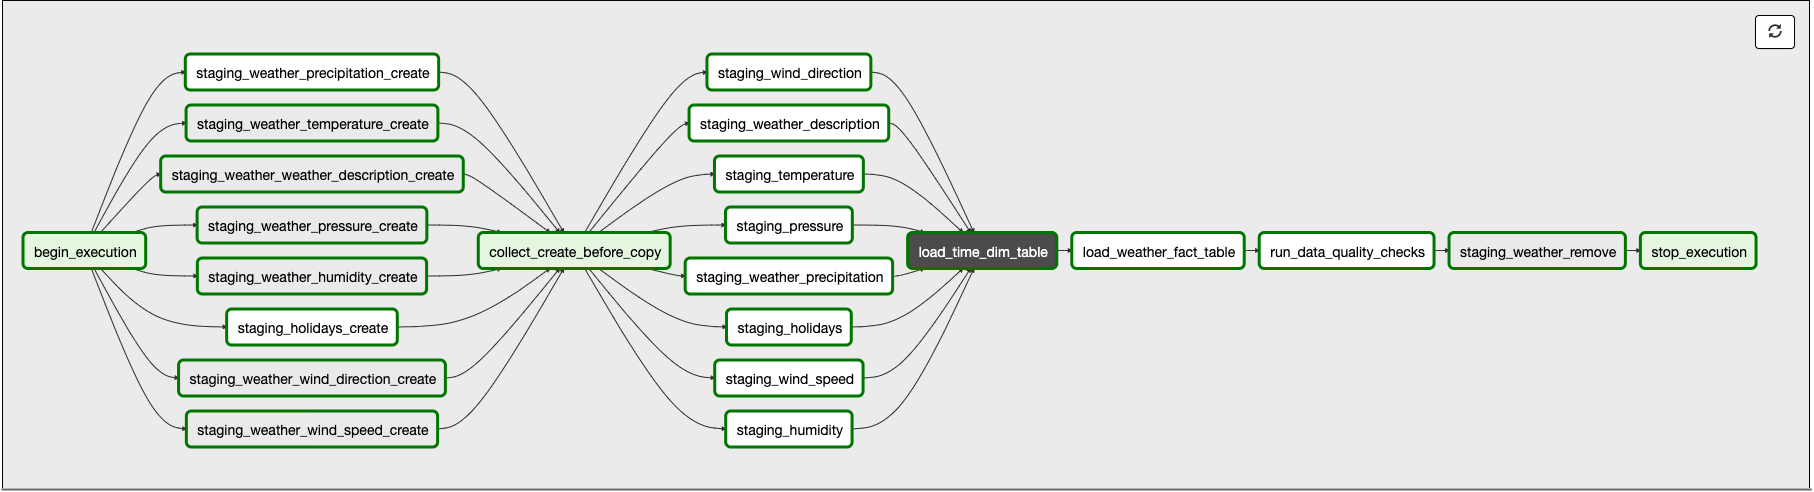 staging_weather_precipitation_create
staging_weather_temperature_create
staging_weather_weather_description_create
staging_weather_pressure_create
begin_execution
staging_weather_humidity_create
staging_holidays_create
staging_weather_wind_direction_create
staging_weather_wind_speed_create
collect_create_before_copy
staging_wind_direction
staging_weather_description
staging_temperature
staging_pressure
staging_weather_precipitation
staging_holidays
staging_wind_speed
staging_humidity
load_time_dim_table
load_weather_fact_table
run_data_quality_checks
staging_weather_remove
stop_execution